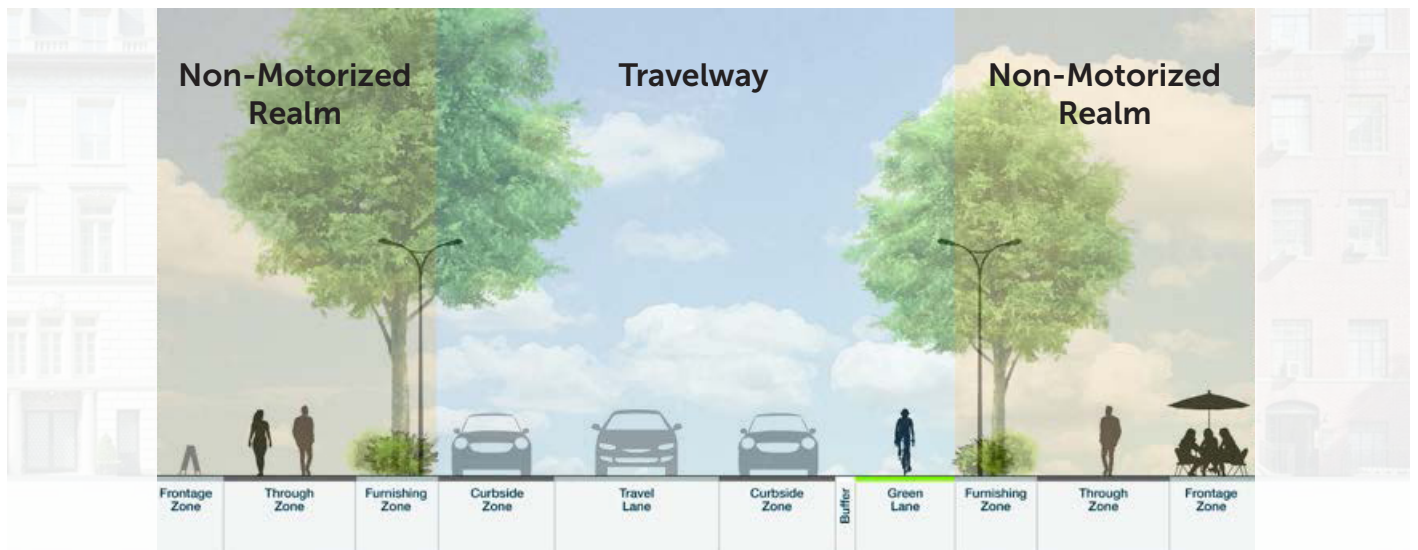 Non-Motorized
Realm
Travelway
Non-Motorized
Realm
Frontage
Zone
Through
Zone
Furnishing
Zone
Curbside
Zone
Travel
Lane
Curbside
Zone
Buffer
Green
Lane
Furnishing
Zone
Through
Zone
Frontage
Zone